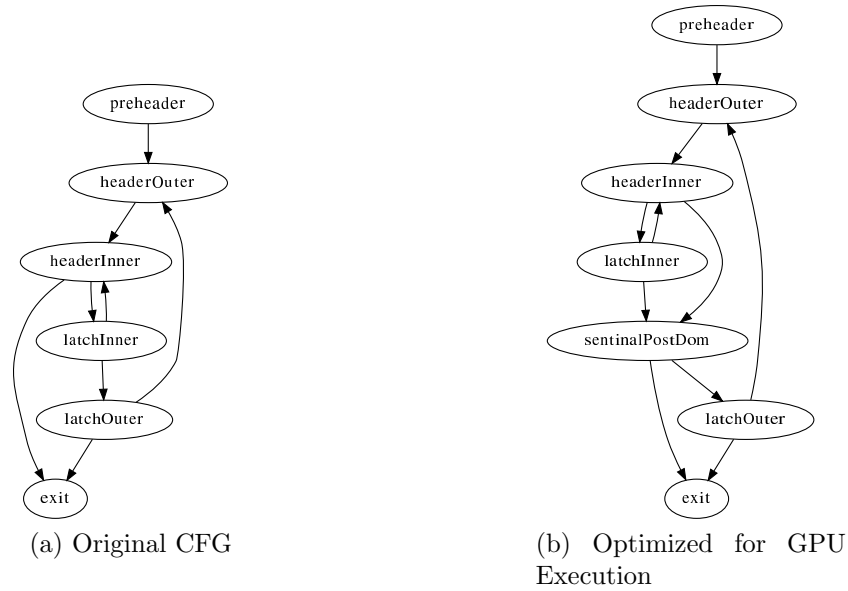 preheader
headerOuter
headerInner
latchInner
latchOuter
exit
(a) Original CFG
preheader
headerOuter
headerInner
latchInner
sentinalPostDom
latchOuter
exit
(b) Optimized for GPU
Execution